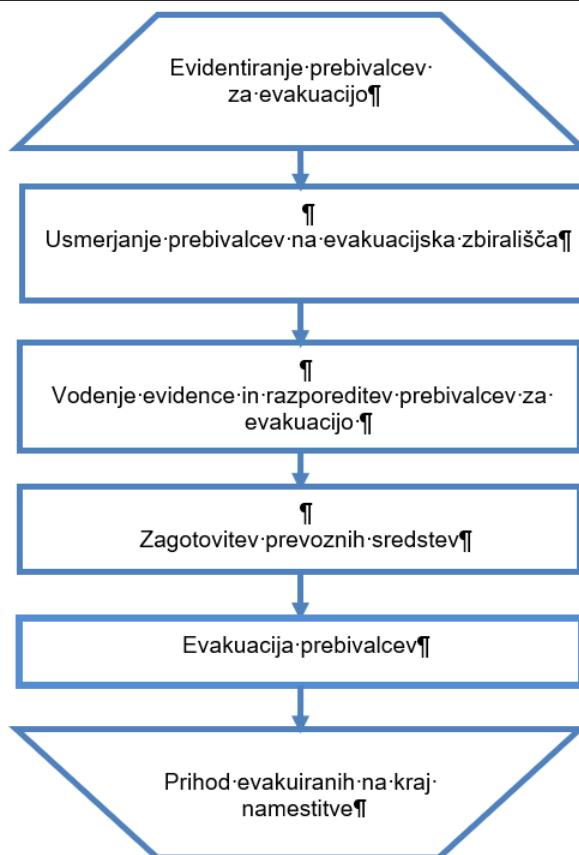 Evidentiranje·prebivalcev·
za·evakuacijo¶
¶
Usmerjanje·prebivalcev·na·evakuacijska·zbirališča¶
¶
Vodenje·evidence·in·razporeditev·prebivalcev·za·
evakuacijo·¶
¶
Zagotovitev·prevoznih·sredstev¶
Evakuacija·prebivalcev¶
Prihod·evakuiranih·na·kraj·
namestitve¶